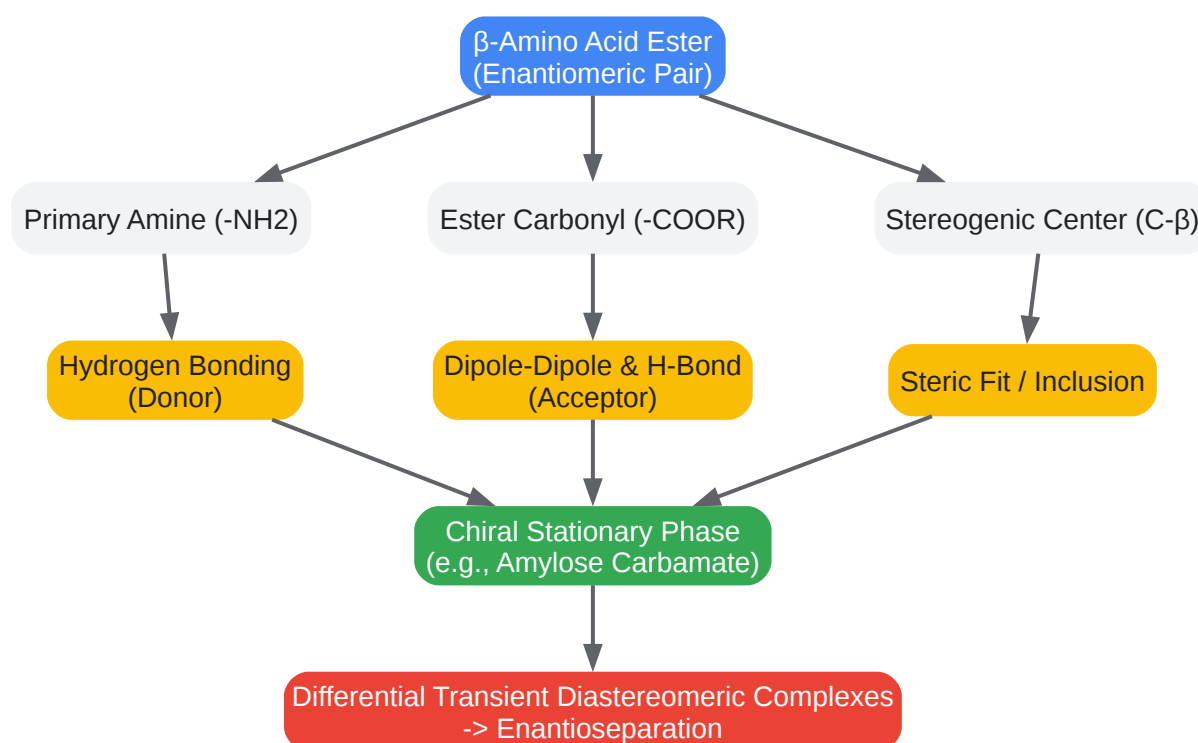 β-Amino Acid Ester
(Enantiomeric Pair)
Primary Amine (-NH2)
Ester Carbonyl (-COOR)
Stereogenic Center (C-β)
Hydrogen Bonding
(Donor)
Dipole-Dipole & H-Bond
(Acceptor)
Steric Fit / Inclusion
Chiral Stationary Phase
(e.g., Amylose Carbamate)
Differential Transient Diastereomeric Complexes
-> Enantioseparation